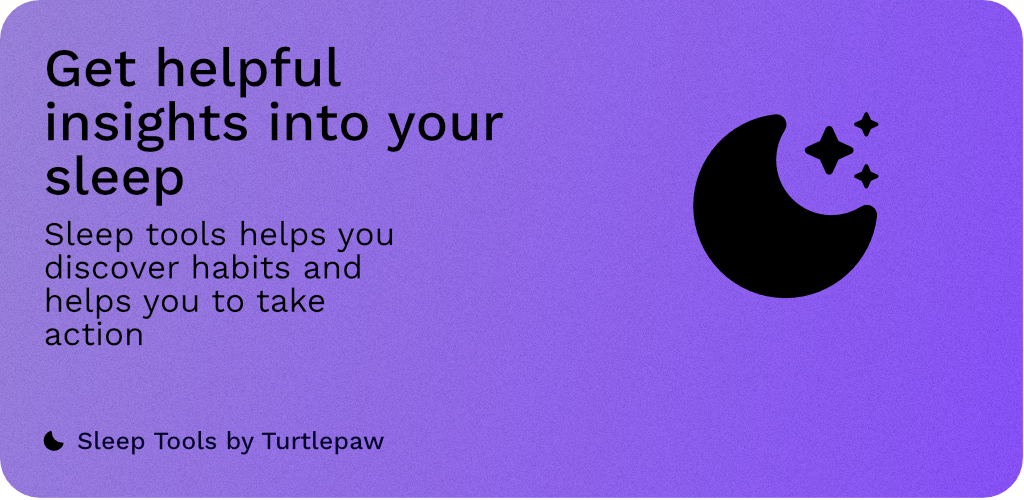 Get helpful
insights into your
sleep
Sleep tools helps you
discover habits and
helps you to take
action
Sleep Tools by Turtlepaw